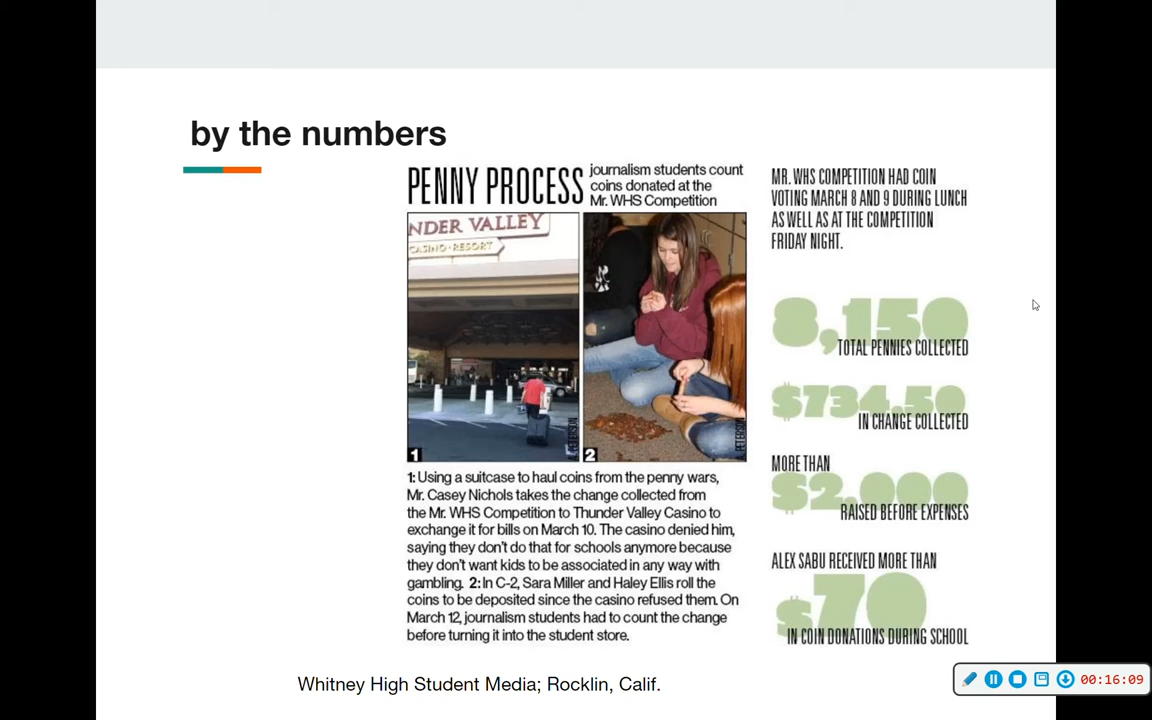 by the numbers
PENNY PROCESS
journalism students count
coins donated at the
Mr. WHS Competition
NDER VALLEY
CASINO·RESORT
1
2
A. PETERSON
A. PETERSON
1: Using a suitcase to haul coins from the penny wars,
Mr. Casey Nichols takes the change collected from
the Mr. WHS Competition to Thunder Valley Casino to
exchange it for bills on March 10. The casino denied him,
saying they don't do that for schools anymore because
they don't want kids to be associated in any way with
gambling. 2: In C-2, Sara Miller and Haley Ellis roll the
coins to be deposited since the casino refused them. On
March 12, journalism students had to count the change
before turning it into the student store.
MR. WHS COMPETITION HAD COIN
VOTING MARCH 8 AND 9 DURING LUNCH
AS WELL AS AT THE COMPETITION
FRIDAY NIGHT.
8,150
TOTAL PENNIES COLLECTED
$734.50
IN CHANGE COLLECTED
MORE THAN
$2,000
RAISED BEFORE EXPENSES
ALEX SABU RECEIVED MORE THAN
$70
IN COIN DONATIONS DURING SCHOOL
Whitney High Student Media; Rocklin, Calif.
00:16:09